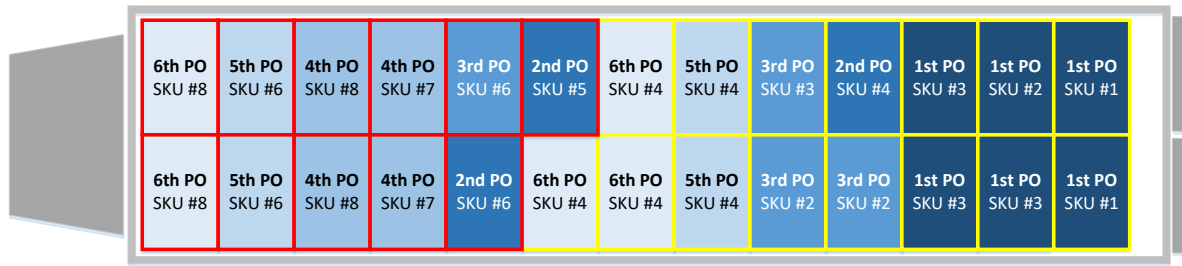 6th PO 5th PO 4th PO 4th PO 3rd PO 2nd PO 6th PO 5th PO 3rd PO 2nd PO 1st PO 1st PO 1st PO
SKU #8 SKU #6 SKU #8 SKU #7 SKU #6 SKU #5 SKU #4 SKU #4 SKU #3 SKU #4 SKU #3 SKU #2 SKU #1
6th PO 5th PO 4th PO 4th PO 2nd PO 6th PO 6th PO 5th PO 3rd PO 3rd PO 1st PO 1st PO 1st PO
SKU #8 SKU #6 SKU #8 SKU #7 SKU #6 SKU #4 SKU #4 SKU #4 SKU #2 SKU #2 SKU #3 SKU #3 SKU #1